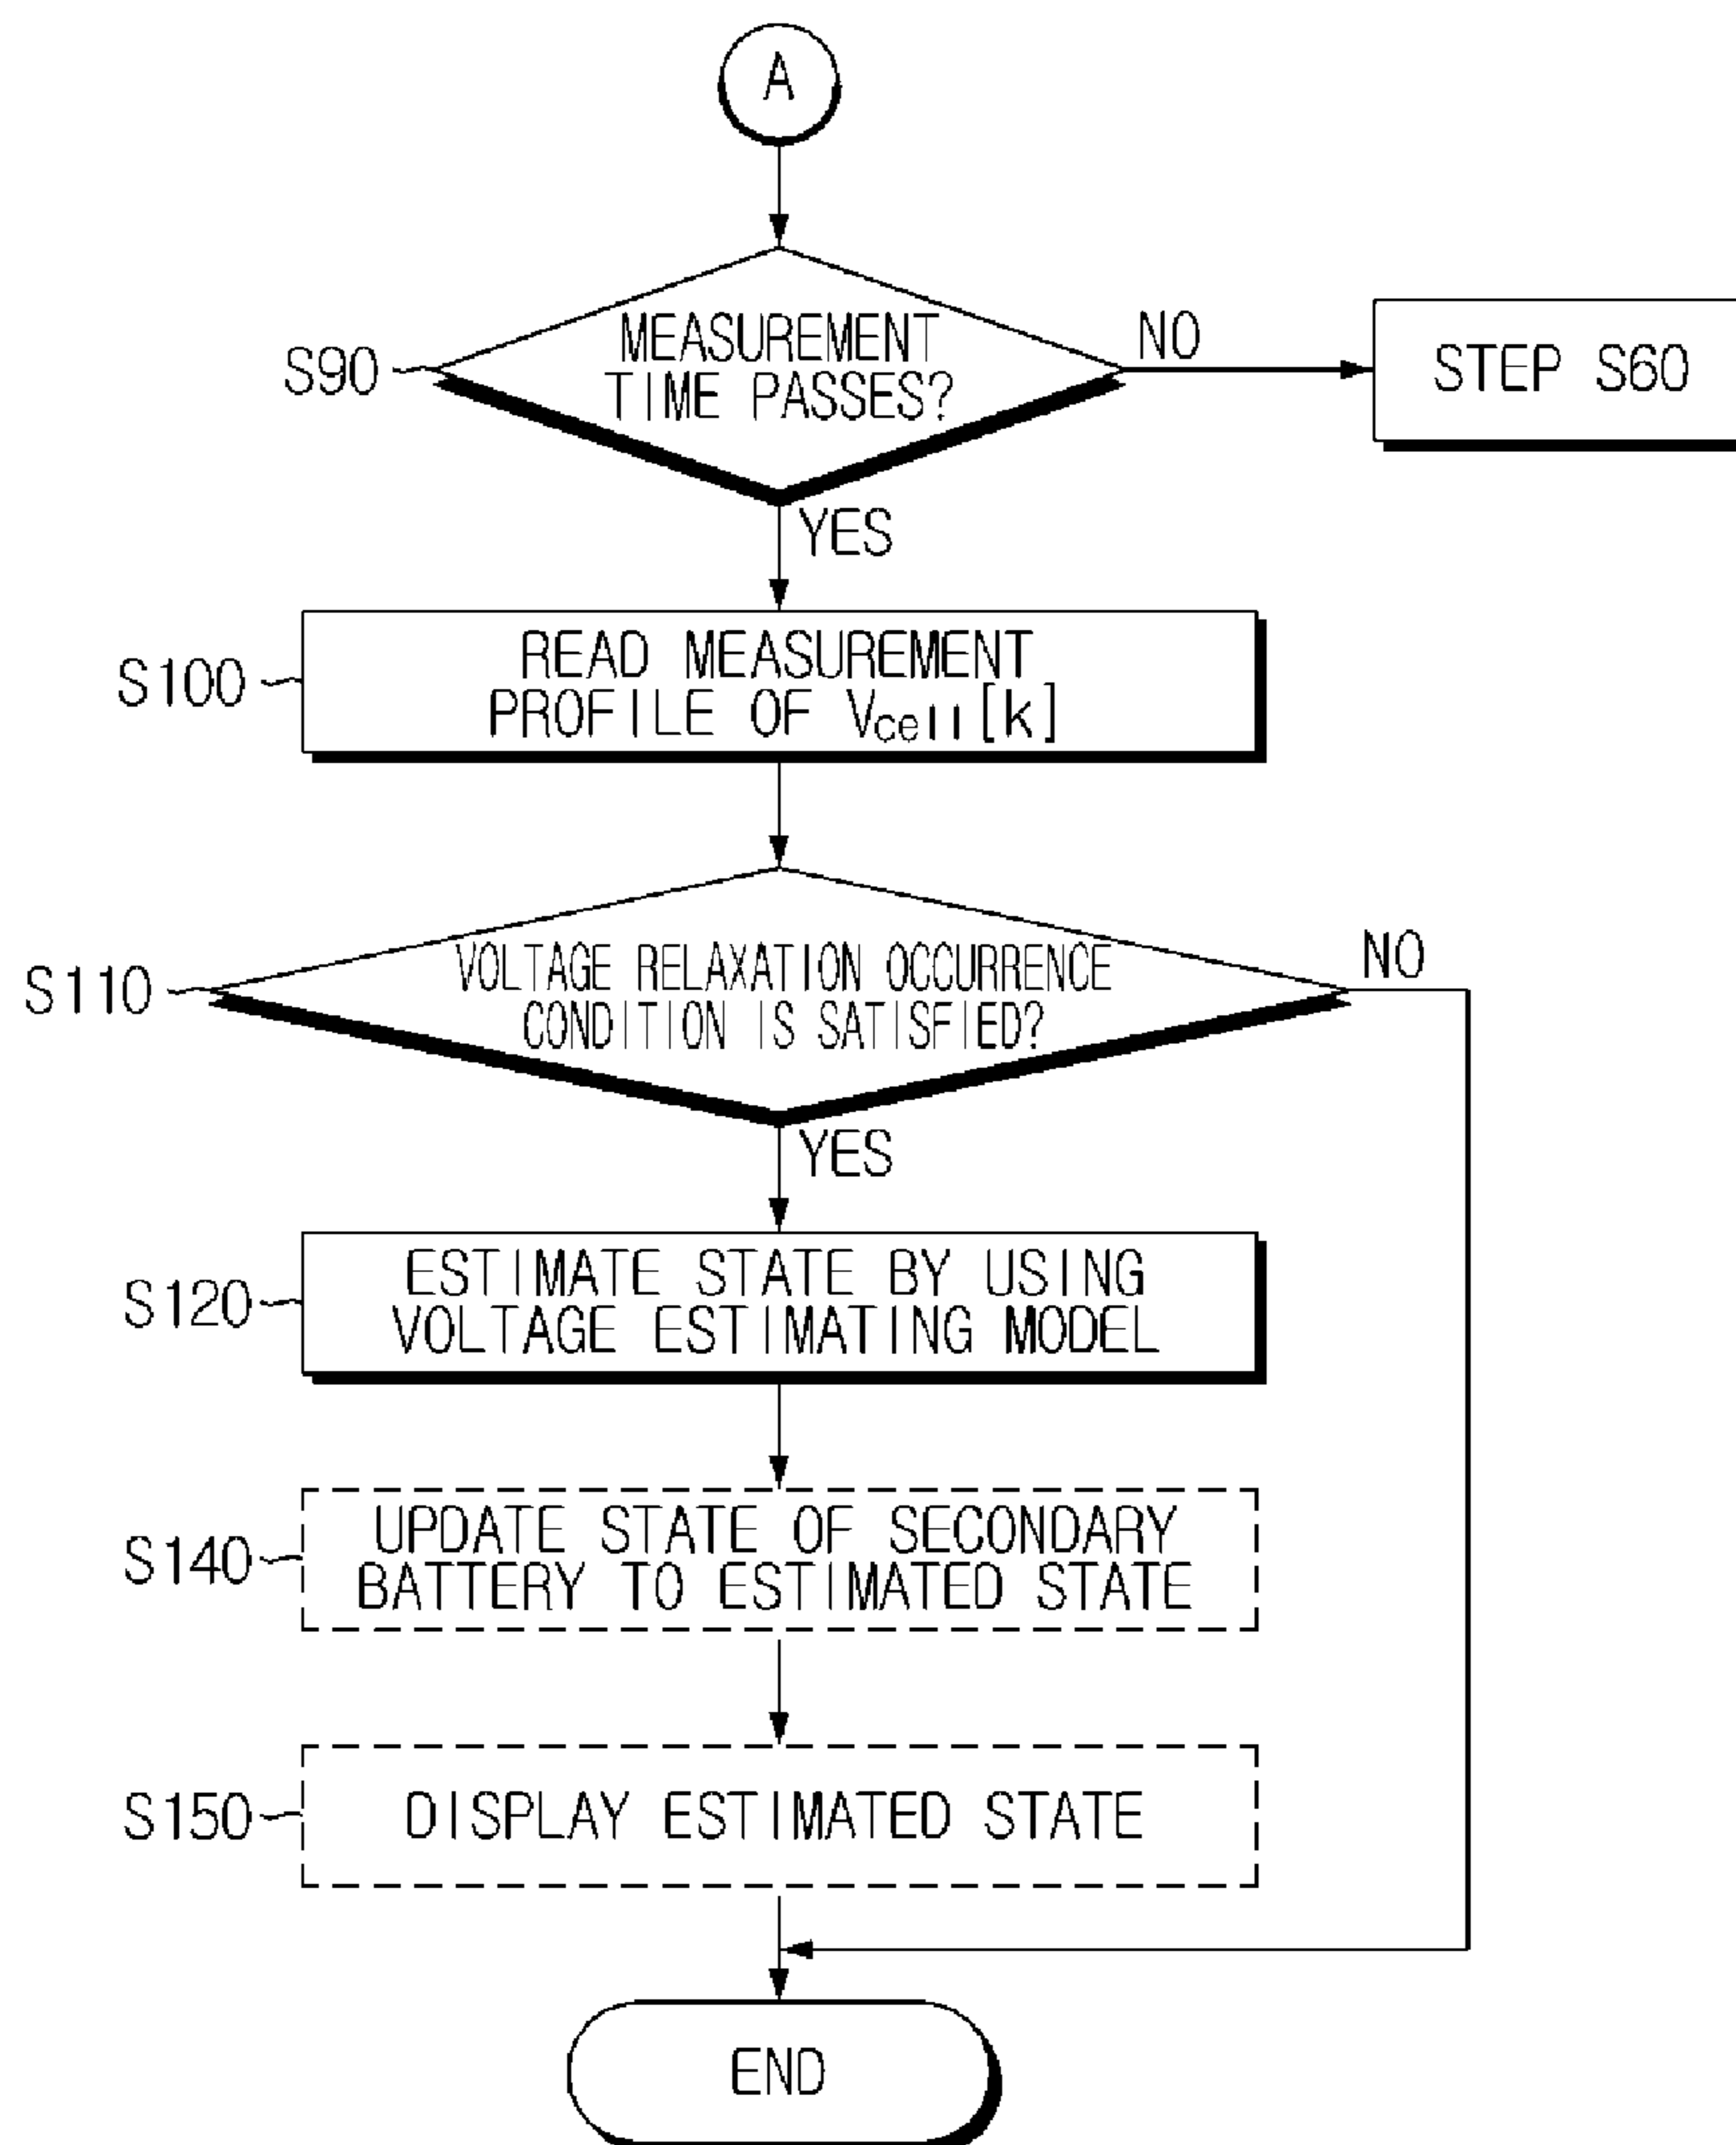 A
MEASUREMENT
TIME PASSES?
S90
NO
STEP S60
YES
READ MEASUREMENT
PROFILE OF Vcell[k]
S100
VOLTAGE RELAXATION OCCURRENCE
CONDITION IS SATISFIED?
S110
NO
YES
ESTIMATE STATE BY USING
VOLTAGE ESTIMATING MODEL
S120
UPDATE STATE OF SECONDARY
BATTERY TO ESTIMATED STATE
S140
DISPLAY ESTIMATED STATE
S150
END